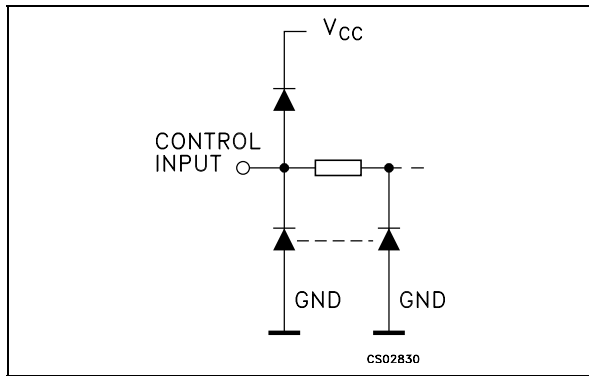 VCC
CONTROL
INPUT
GND
GND
CS02830